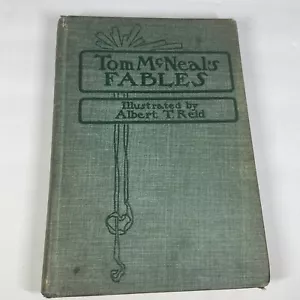 Tom McNeal's
FABLES
Illustrated by
Albert T. Reid